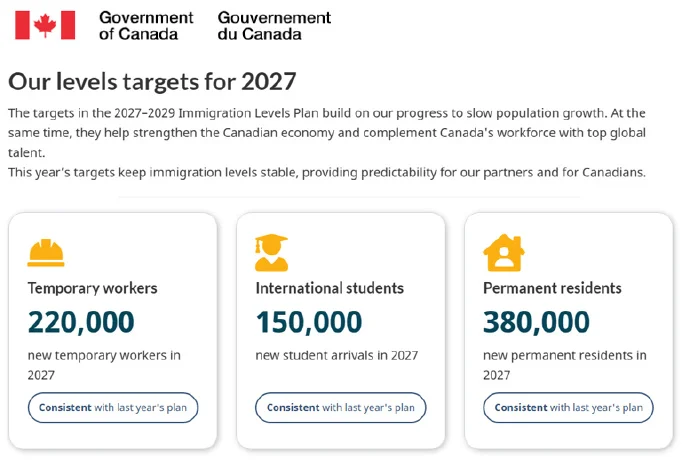 Government of Canada
Gouvernement du Canada
Our levels targets for 2027
The targets in the 2027–2029 Immigration Levels Plan build on our progress to slow population growth. At the
same time, they help strengthen the Canadian economy and complement Canada's workforce with top global
talent.
This year's targets keep immigration levels stable, providing predictability for our partners and for Canadians.
Temporary workers
220,000
new temporary workers in
2027
Consistent with last year's plan
International students
150,000
new student arrivals in 2027
Consistent with last year's plan
Permanent residents
380,000
new permanent residents in
2027
Consistent with last year's plan